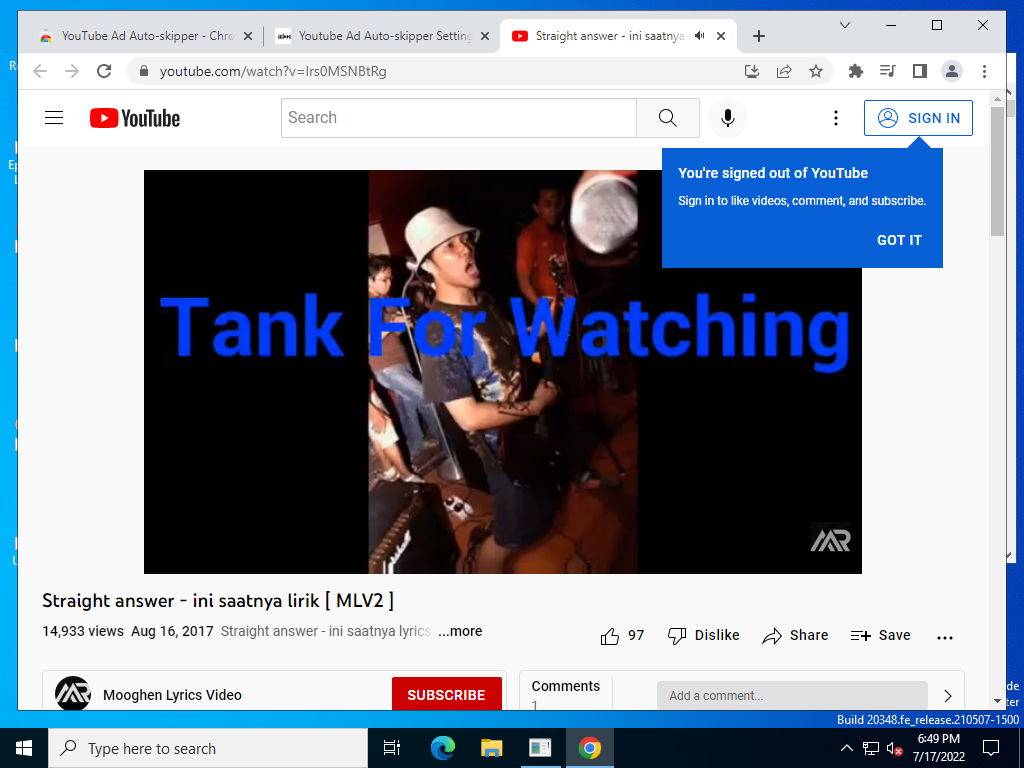 YouTube Ad Auto-skipper - Chro
Youtube Ad Auto-skipper Setting
Straight answer - ini saatnya
youtube.com/watch?v=Irs0MSNBtRg
YouTube
Search
SIGN IN
You're signed out of YouTube
Sign in to like videos, comment, and subscribe.
GOT IT
Tank For Watching
MR
Straight answer - ini saatnya lirik [ MLV2 ]
14,933 views Aug 16, 2017 Straight answer - ini saatnya lyrics ...more
97 Dislike Share Save
Mooghen Lyrics Video
SUBSCRIBE
Comments
1
Add a comment...
Build 20348.fe_release.210507-1500
Type here to search
6:49 PM
7/17/2022